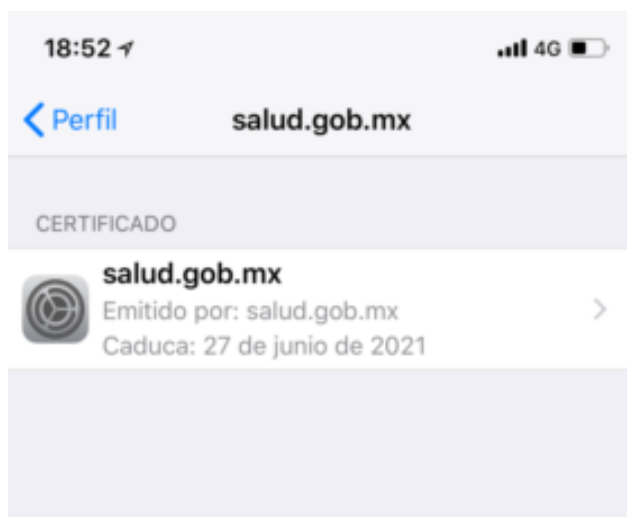 18:52 4G
Perfil salud.gob.mx
CERTIFICADO
salud.gob.mx
Emitido por: salud.gob.mx
Caduca: 27 de junio de 2021